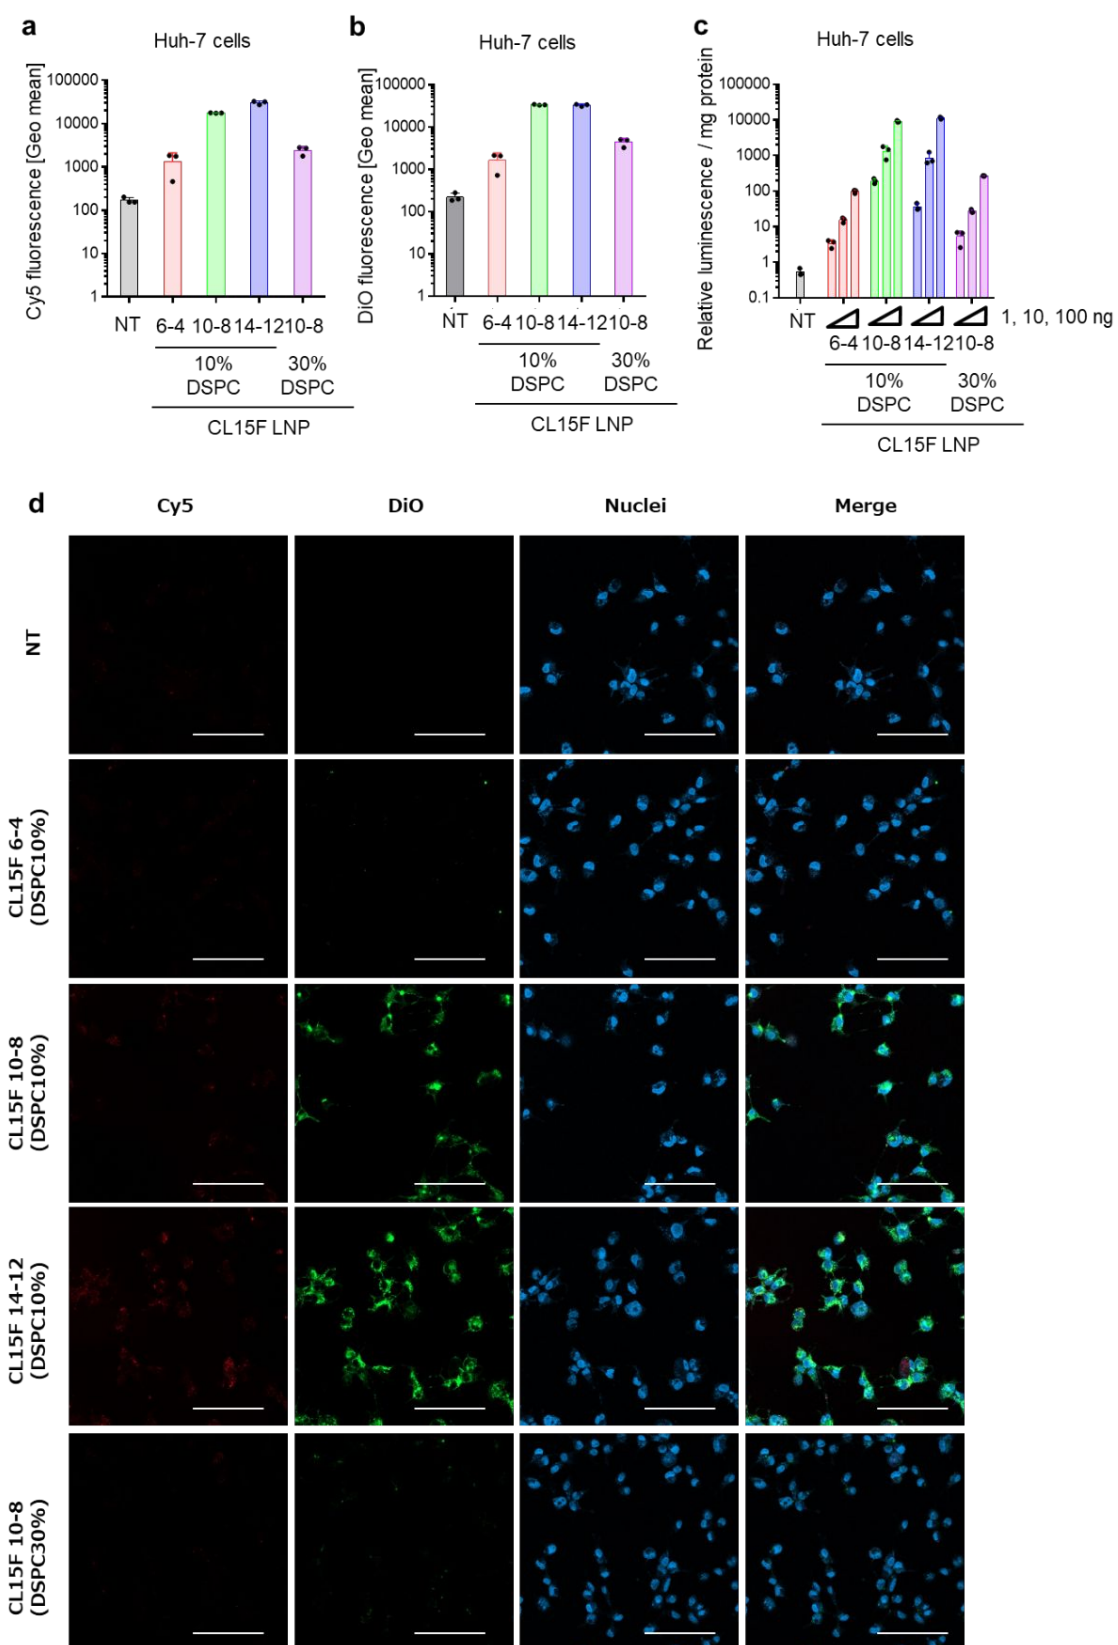 a
Huh-7 cells
Cy5 fluorescence [Geo mean]
100000
10000
1000
100
10
1
NT
6-4 10-8 14-12 10-8
10% DSPC
30% DSPC
CL15F LNP
b
Huh-7 cells
DiO fluorescence [Geo mean]
100000
10000
1000
100
10
1
NT
6-4 10-8 14-12 10-8
10% DSPC
30% DSPC
CL15F LNP
c
Huh-7 cells
Relative luminescence / mg protein
100000
10000
1000
100
10
1
0.1
NT
1, 10, 100 ng
6-4 10-8 14-12 10-8
10% DSPC
30% DSPC
CL15F LNP
d
Cy5 DiO Nuclei Merge
NT
CL15F 6-4
(DSPC10%)
CL15F 10-8
(DSPC10%)
CL15F 14-12
(DSPC10%)
CL15F 10-8
(DSPC30%)